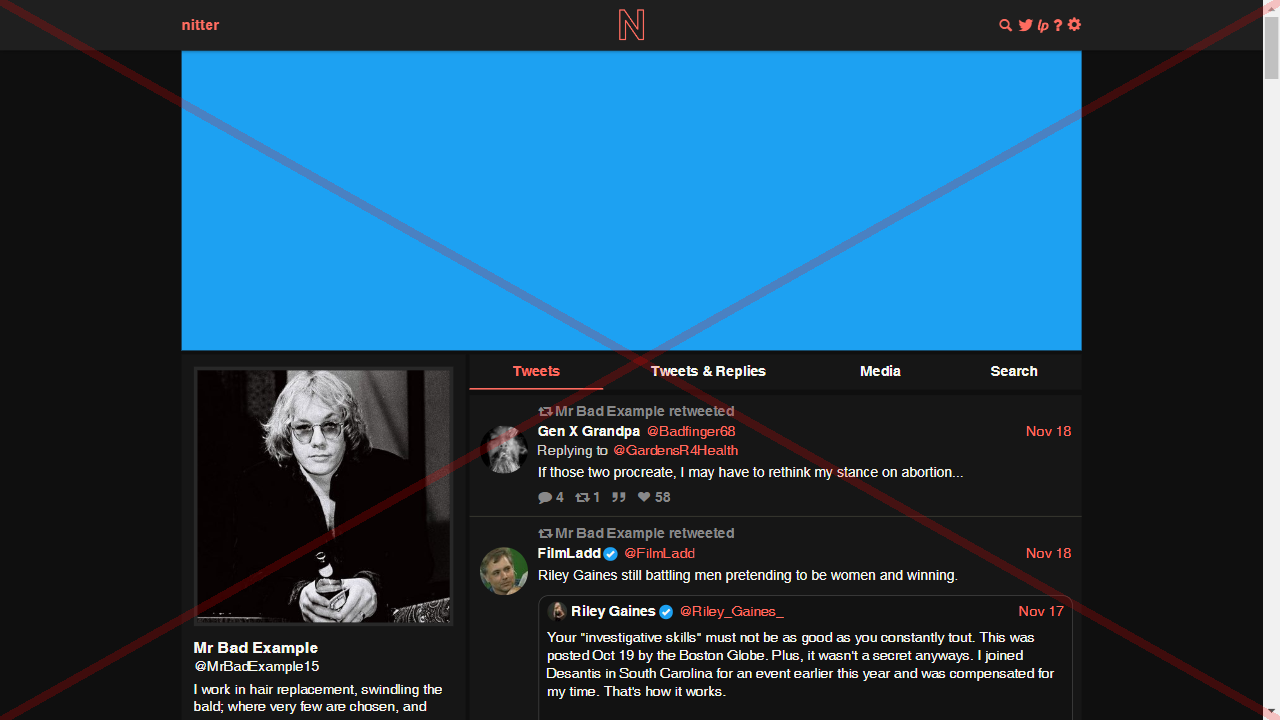 nitter
N
lp ?
Tweets
Tweets & Replies
Media
Search
Mr Bad Example retweeted
Gen X Grandpa @Badfinger68 Nov 18
Replying to @GardensR4Health
If those two procreate, I may have to rethink my stance on abortion...
4 1 58
Mr Bad Example retweeted
FilmLadd @FilmLadd Nov 18
Riley Gaines still battling men pretending to be women and winning.
Riley Gaines @Riley_Gaines_ Nov 17
Your "investigative skills" must not be as good as you constantly tout. This was
posted Oct 19 by the Boston Globe. Plus, it wasn't a secret anyways. I joined
Desantis in South Carolina for an event earlier this year and was compensated for
my time. That's how it works.
Mr Bad Example
@MrBadExample15
I work in hair replacement, swindling the
bald; where very few are chosen, and